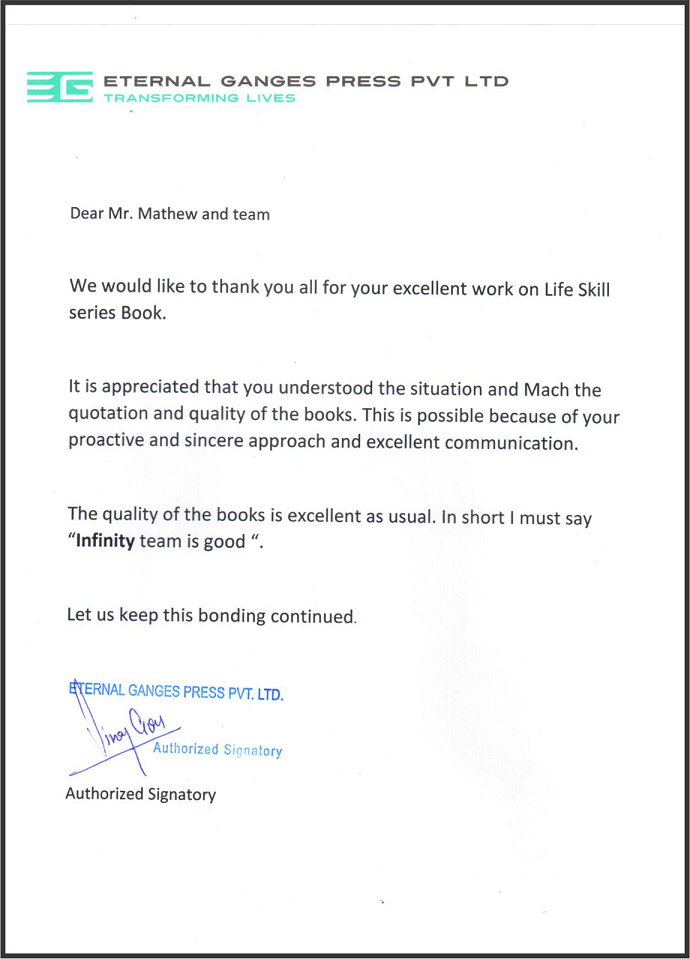 ETERNAL GANGES PRESS PVT LTD
TRANSFORMING LIVES
Dear Mr. Mathew and team
We would like to thank you all for your excellent work on Life Skill
series Book.
It is appreciated that you understood the situation and Mach the
quotation and quality of the books. This is possible because of your
proactive and sincere approach and excellent communication.
The quality of the books is excellent as usual. In short I must say
“Infinity team is good “.
Let us keep this bonding continued.
ETERNAL GANGES PRESS PVT. LTD.
Authorized Signatory
Authorized Signatory